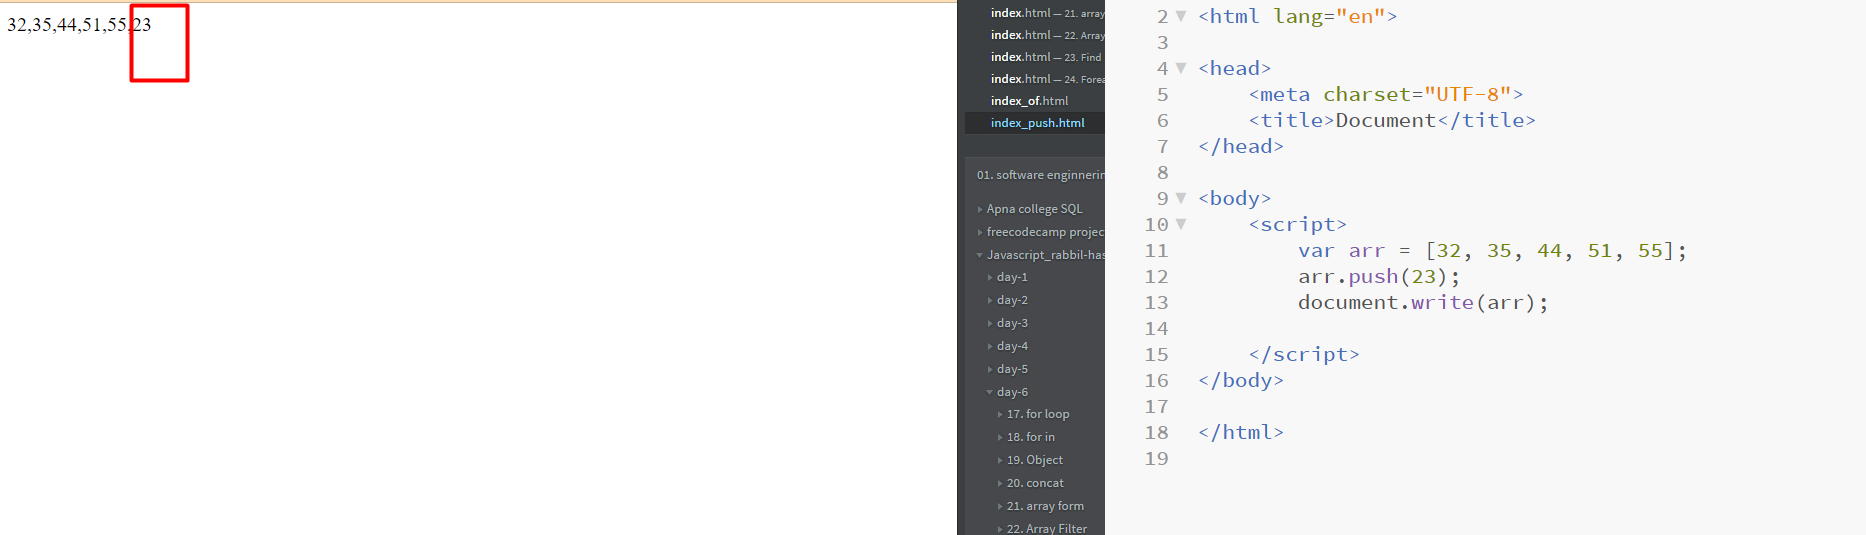 32,35,44,51,55,23
index.html — 21. array
index.html — 22. Array
index.html — 23. Find
index.html — 24. Forea
index_of.html
index_push.html
01. software enginnerin
Apna college SQL
freecodecamp projec
Javascript_rabbil-has
day-1
day-2
day-3
day-4
day-5
day-6
17. for loop
18. for in
19. Object
20. concat
21. array form
22. Array Filter
2 <html lang="en">
3
4 <head>
5 <meta charset="UTF-8">
6 <title>Document</title>
7 </head>
8
9 <body>
10 <script>
11 var arr = [32, 35, 44, 51, 55];
12 arr.push(23);
13 document.write(arr);
14
15 </script>
16 </body>
17
18 </html>
19